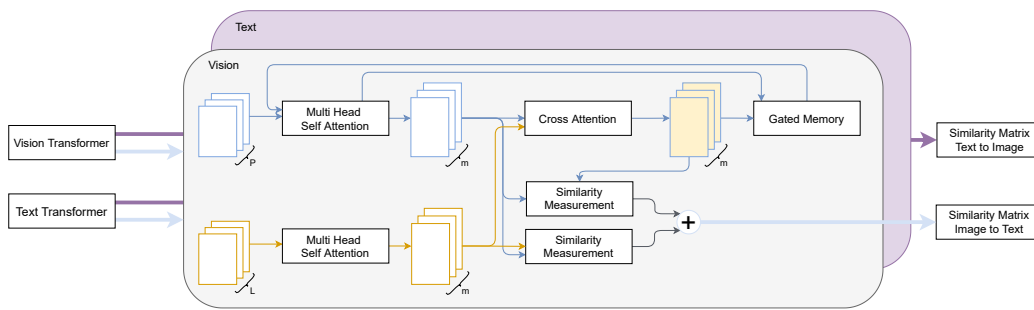 Text
Vision
Vision Transformer
Text Transformer
P
Multi Head
Self Attention
m
Cross Attention
m
Gated Memory
Similarity
Measurement
L
Multi Head
Self Attention
m
Similarity
Measurement
+
Similarity Matrix
Text to Image
Similarity Matrix
Image to Text